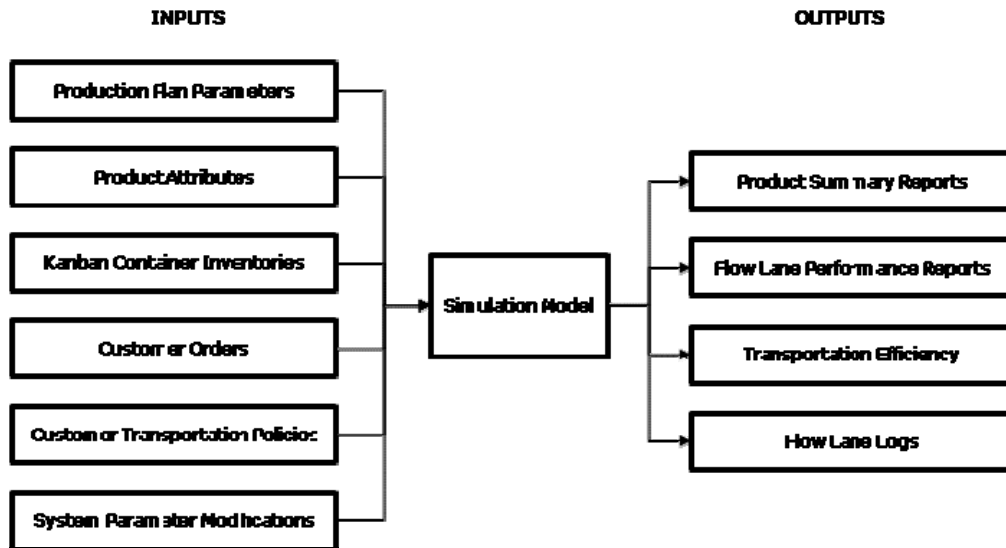 INPUTS
Production Plan Parameters
Product Attributes
Kanban Container Inventories
Customer Orders
Customer Transportation Policies
System Parameter Modifications
Simulation Model
OUTPUTS
Product Summary Reports
Flow Lane Performance Reports
Transportation Efficiency
Flow Lane Logs